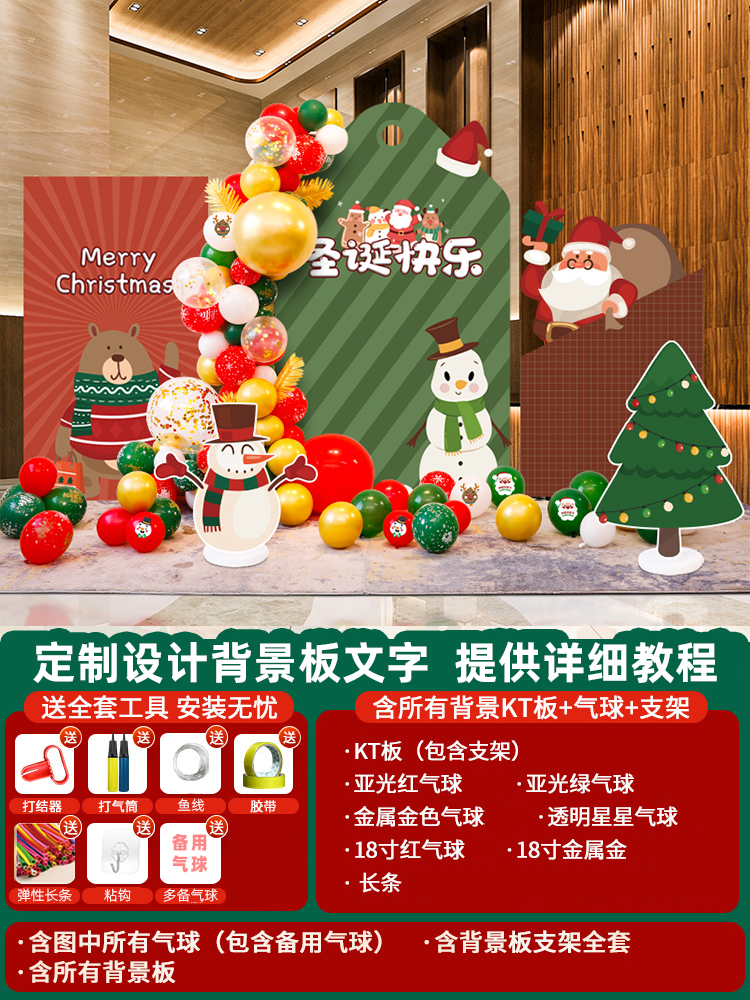 Merry
Christmas
圣诞快乐
定制设计背景板文字 提供详细教程
送全套工具 安装无忧
送
送
送
送
打结器
打气筒
鱼线
胶带
送
送
送
备用
气球
弹性长条
粘钩
多备气球
含所有背景KT板+气球+支架
·KT板（包含支架）
·亚光红气球 ·亚光绿气球
·金属金色气球 ·透明星星气球
·18寸红气球 ·18寸金属金
·长条
·含图中所有气球（包含备用气球） ·含背景板支架全套
·含所有背景板